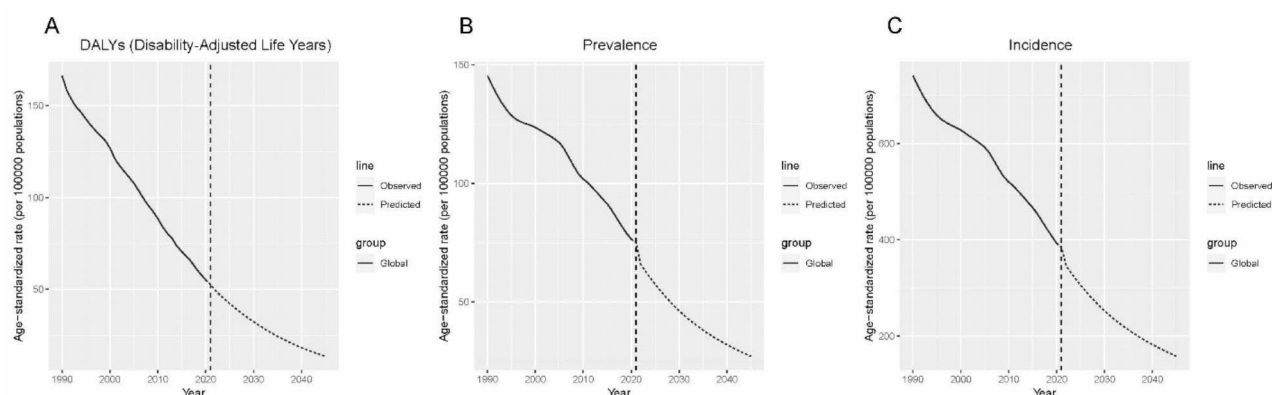 A
DALYs (Disability-Adjusted Life Years)
Age-standardized rate (per 100000 populations)
150
100
50
1990
2000
2010
2020
2030
2040
Year
line
Observed
Predicted
group
Global
B
Prevalence
Age-standardized rate (per 100000 populations)
150
100
50
1990
2000
2010
2020
2030
2040
Year
line
Observed
Predicted
group
Global
C
Incidence
Age-standardized rate (per 100000 populations)
600
400
200
1990
2000
2010
2020
2030
2040
Year
line
Observed
Predicted
group
Global